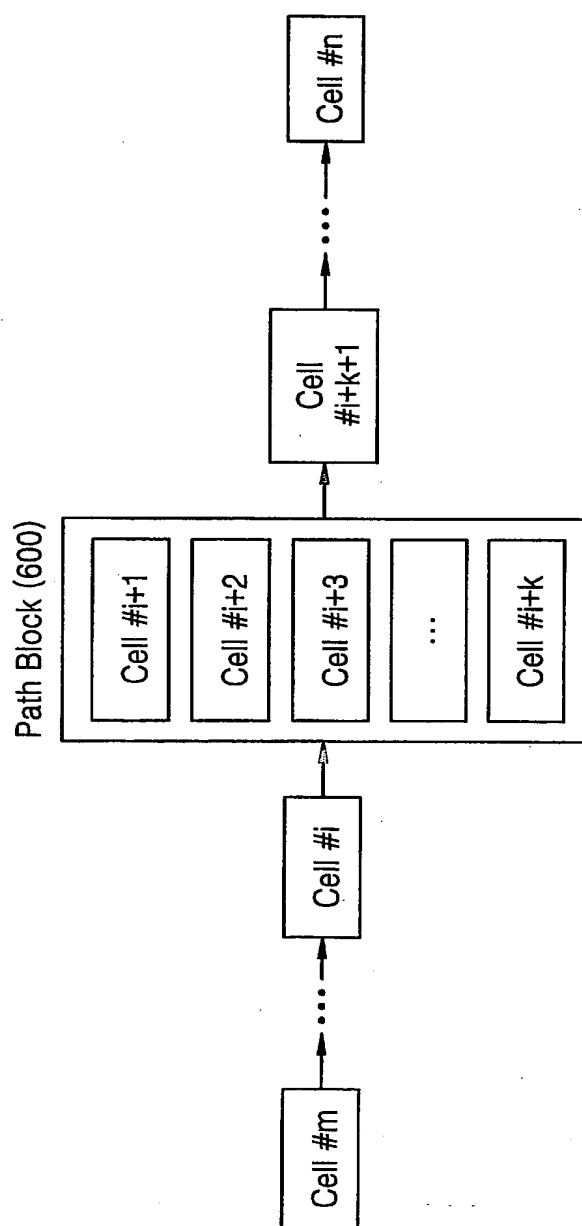 Path Block (600)
Cell #m
...
Cell #i
Cell #i+1
Cell #i+2
Cell #i+3
...
Cell #i+k
Cell
#i+k+1
...
Cell #n